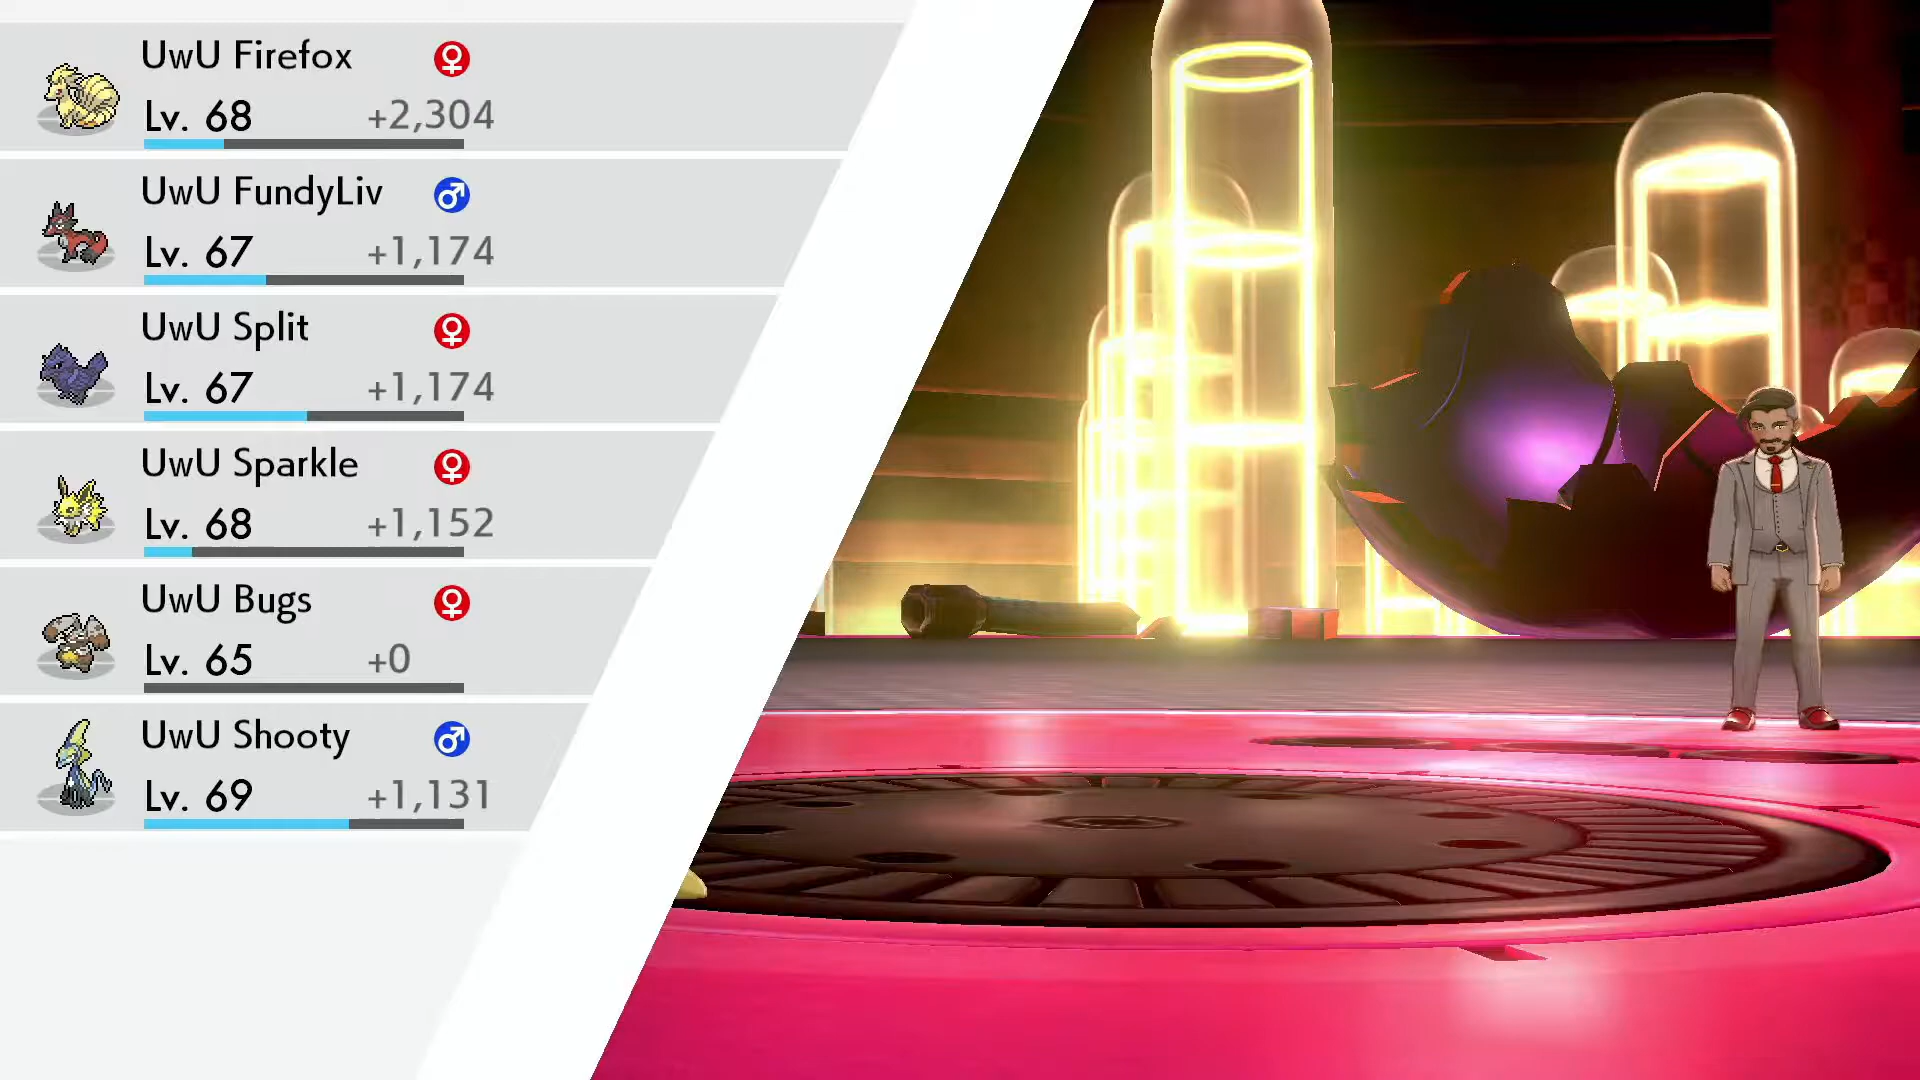 UwU Firefox ♀
Lv. 68 +2,304
UwU FundyLiv ♂
Lv. 67 +1,174
UwU Split ♀
Lv. 67 +1,174
UwU Sparkle ♀
Lv. 68 +1,152
UwU Bugs ♀
Lv. 65 +0
UwU Shooty ♂
Lv. 69 +1,131